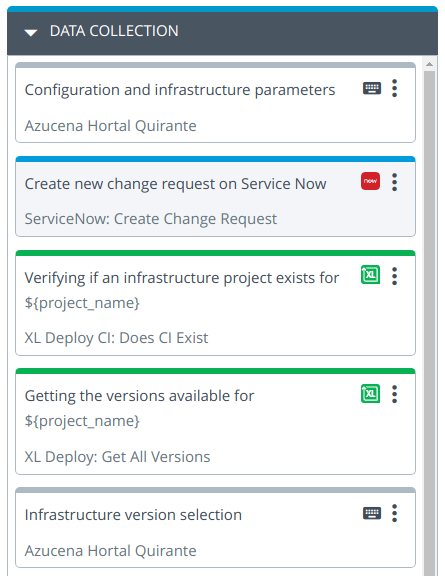 DATA COLLECTION
Configuration and infrastructure parameters
Azucena Hortal Quirante
Create new change request on Service Now
now
ServiceNow: Create Change Request
Verifying if an infrastructure project exists for
XL
${project_name}
XL Deploy CI: Does CI Exist
Getting the versions available for
XL
${project_name}
XL Deploy: Get All Versions
Infrastructure version selection
Azucena Hortal Quirante